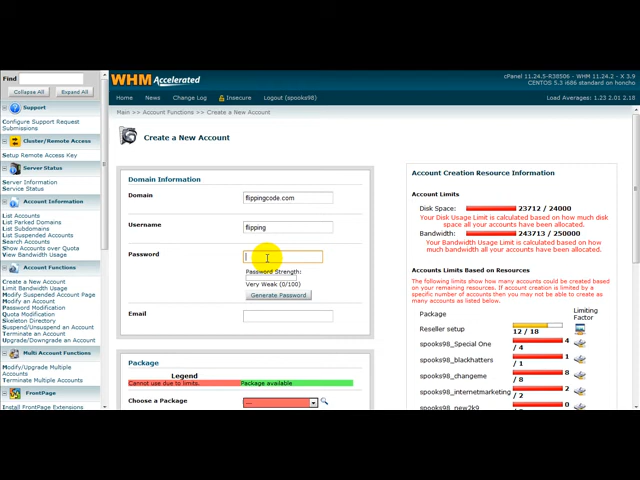 Find
WHM Accelerated
cPanel 11.24.5-R38506 - WHM 11.24.2 - X 3.9
CENTOS 5.3 i686 standard on honcho
Collapse All
Expand All
Home
News
Change Log
Insecure
Logout (spooks98)
Load Averages: 1.23 2.01 2.18
Main >> Account Functions >> Create a New Account
Support
Configure Support Request Submissions
Cluster/Remote Access
Setup Remote Access Key
Server Status
Server Information
Service Status
Account Information
List Accounts
List Parked Domains
List Subdomains
List Suspended Accounts
Search Accounts
Show Accounts over Quota
View Bandwidth Usage
Account Functions
Create a New Account
Limit Bandwidth Usage
Modify Suspended Account Page
Modify an Account
Password Modification
Quota Modification
Skeleton Directory
Suspend/Unsuspend an Account
Terminate an Account
Upgrade/Downgrade an Account
Multi Account Functions
Modify/Upgrade Multiple Accounts
Terminate Multiple Accounts
FrontPage
Install FrontPage Extensions
Create a New Account
Domain Information
Domain
flippingcode.com
Username
flipping
Password
Password Strength:
Very Weak (0/100)
Generate Password
Email
Package
Legend
Cannot use due to limits.
Package available
Choose a Package
---
Account Creation Resource Information
Account Limits
Disk Space: 23712 / 24000
Your Disk Usage Limit is calculated based on how much disk
space all your accounts have been allocated.
Bandwidth: 243713 / 250000
Your Bandwidth Usage Limit is calculated based on how
much all your accounts have been allocated.
Accounts Limits Based on Resources
The following limits show how many accounts could be created based
on your remaining resources. If account creation is limited by a
specific number of accounts then you may not be able to create as
many accounts as listed below.
Package
Limiting Factor
Reseller setup
12 / 18
spooks98_Special One
4 / 4
spooks98_blackhatters
1 / 1
spooks98_changeme
8 / 8
spooks98_internetmarketing
2 / 2
spooks98_new2k9
0